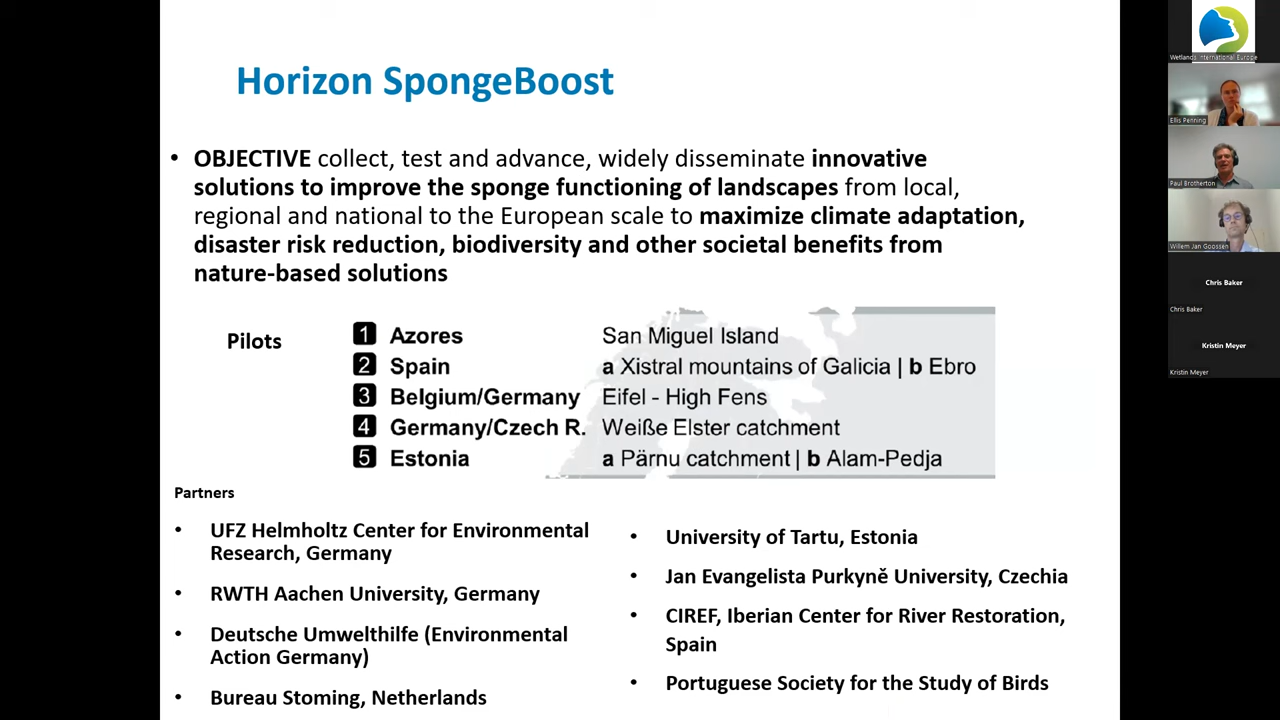 Horizon SpongeBoost
• OBJECTIVE collect, test and advance, widely disseminate innovative
solutions to improve the sponge functioning of landscapes from local,
regional and national to the European scale to maximize climate adaptation,
disaster risk reduction, biodiversity and other societal benefits from
nature-based solutions
Pilots
1 Azores San Miguel Island
2 Spain a Xistral mountains of Galicia | b Ebro
3 Belgium/Germany Eifel - High Fens
4 Germany/Czech R. Weiße Elster catchment
5 Estonia a Pärnu catchment | b Alam-Pedja
Partners
• UFZ Helmholtz Center for Environmental
Research, Germany
• RWTH Aachen University, Germany
• Deutsche Umwelthilfe (Environmental
Action Germany)
• Bureau Stoming, Netherlands
• University of Tartu, Estonia
• Jan Evangelista Purkyně University, Czechia
• CIREF, Iberian Center for River Restoration,
Spain
• Portuguese Society for the Study of Birds
Wetlands International Europe
Ellis Penning
Paul Brotherton
Willem Jan Goossen
Chris Baker
Chris Baker
Kristin Meyer
Kristin Meyer